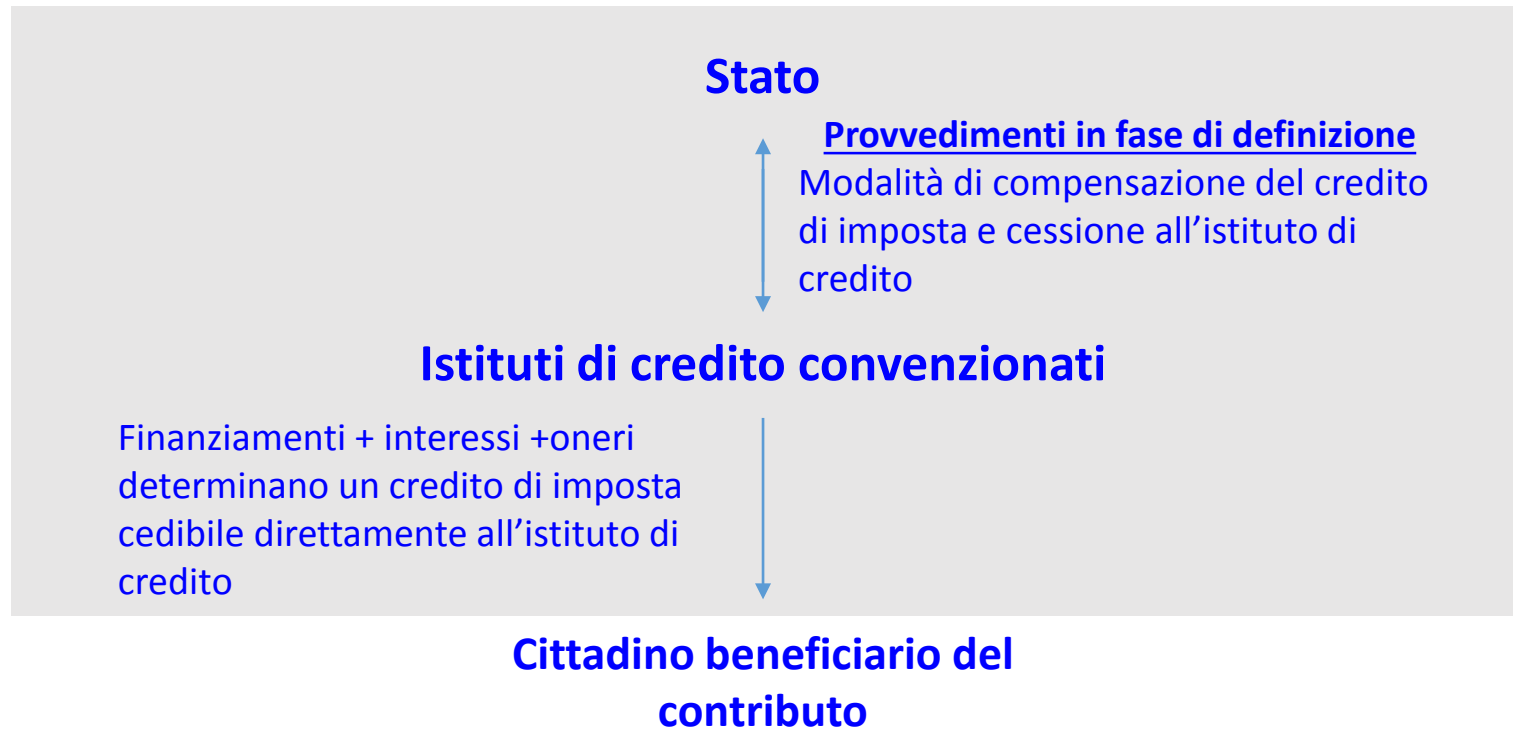 Stato
Provvedimenti in fase di definizione
Modalità di compensazione del credito
di imposta e cessione all’istituto di
credito
Istituti di credito convenzionati
Finanziamenti + interessi +oneri
determinano un credito di imposta
cedibile direttamente all’istituto di
credito
Cittadino beneficiario del
contributo